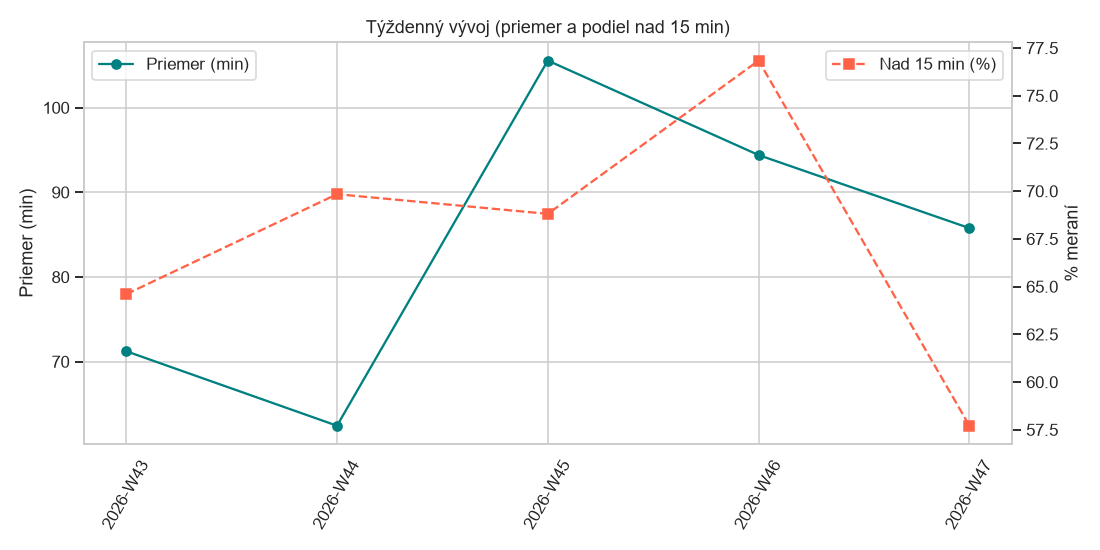 Týždenný vývoj (priemer a podiel nad 15 min)
Priemer (min)
Nad 15 min (%)
Priemer (min)
100
90
80
70
% meraní
77.5
75.0
72.5
70.0
67.5
65.0
62.5
60.0
57.5
2026-W43
2026-W44
2026-W45
2026-W46
2026-W47